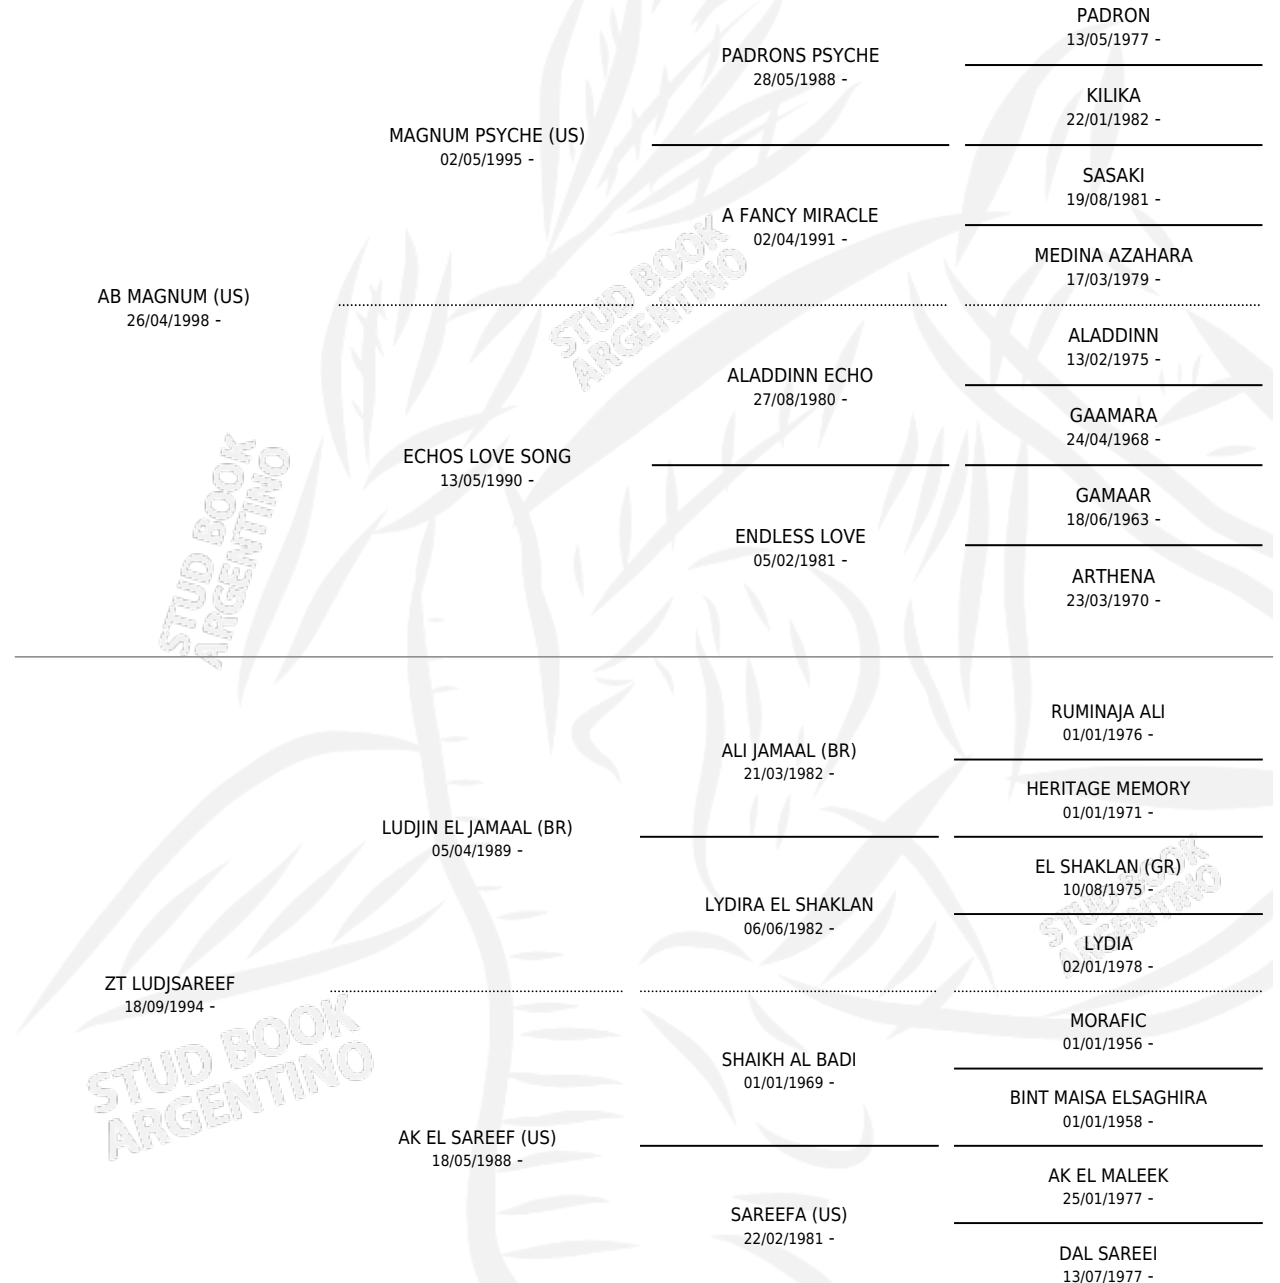 PADRON
13/05/1977 -
PADRONS PSYCHE
28/05/1988 -
KILIKA
22/01/1982 -
MAGNUM PSYCHE (US)
02/05/1995 -
SASAKI
19/08/1981 -
A FANCY MIRACLE
02/04/1991 -
MEDINA AZAHARA
17/03/1979 -
AB MAGNUM (US)
26/04/1998 -
ALADDINN
13/02/1975 -
ALADDINN ECHO
27/08/1980 -
GAAMARA
24/04/1968 -
ECHOS LOVE SONG
13/05/1990 -
GAMAAR
18/06/1963 -
ENDLESS LOVE
05/02/1981 -
ARTHENA
23/03/1970 -
STUD BOOK
ARGENTINO
STUD BOOK
ARGENTINO
RUMINAJA ALI
01/01/1976 -
ALI JAMAAL (BR)
21/03/1982 -
HERITAGE MEMORY
01/01/1971 -
LUDJIN EL JAMAAL (BR)
05/04/1989 -
EL SHAKLAN (GR)
10/08/1975 -
LYDIRA EL SHAKLAN
06/06/1982 -
LYDIA
02/01/1978 -
ZT LUDJSAREEF
18/09/1994 -
MORAFIC
01/01/1956 -
SHAIKH AL BADI
01/01/1969 -
BINT MAISA ELSAGHIRA
01/01/1958 -
AK EL SAREEF (US)
18/05/1988 -
AK EL MALEEK
25/01/1977 -
SAREEFA (US)
22/02/1981 -
DAL SAREEI
13/07/1977 -
STUD BOOK
ARGENTINO
STUD BOOK
ARGENTINO